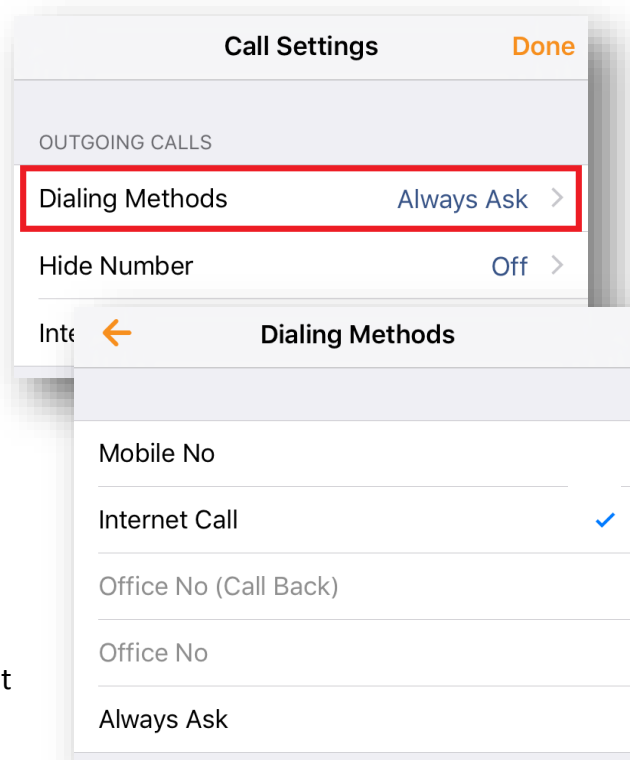 Call Settings Done
OUTGOING CALLS
Dialing Methods Always Ask
Hide Number Off
Inte
Dialing Methods
Mobile No
Internet Call
Office No (Call Back)
Office No
t
Always Ask